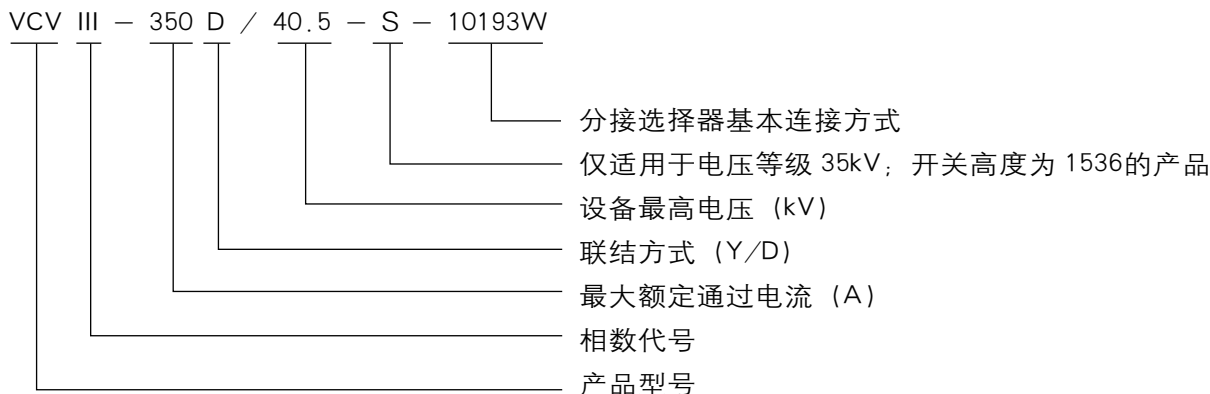 VCV III － 350 D / 40.5 － S － 10193W
分接选择器基本连接方式
仅适用于电压等级 35kV；开关高度为 1536的产品
设备最高电压 (kV)
联结方式 (Y/D)
最大额定通过电流 (A)
相数代号
产品型号